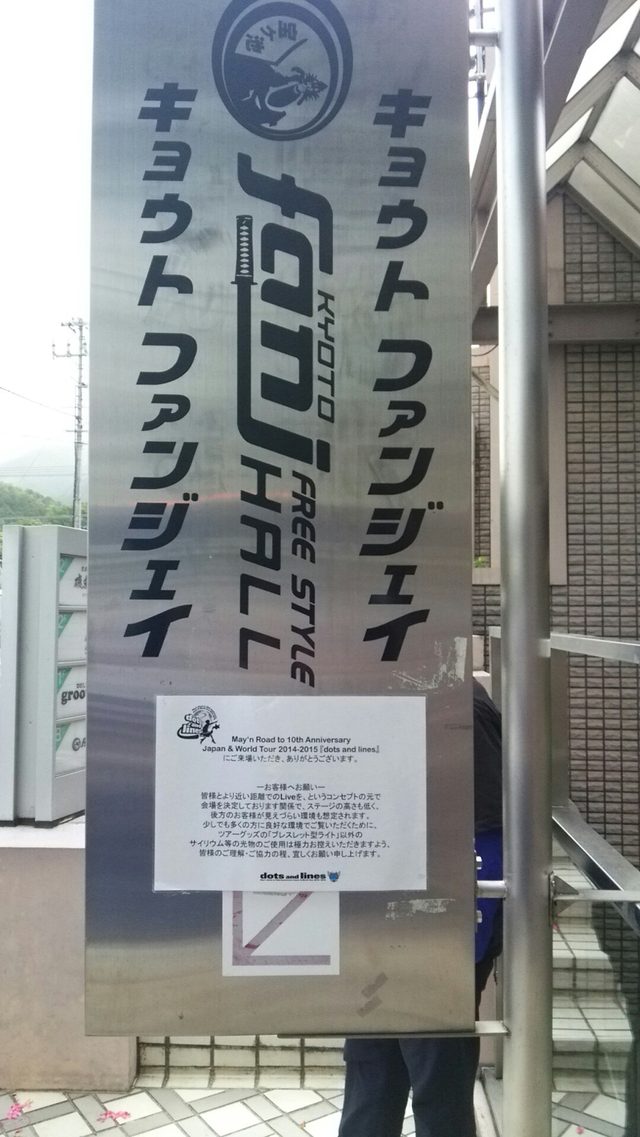 宝ヶ池
キョウト ファンジェイ
fanj
KYOTO
FREE STYLE
HALL
キョウト ファンジェイ
dots and lines
May'n Road to 10th Anniversary
Japan & World Tour 2014-2015『dots and lines』
にご来場いただき、ありがとうございます。
―お客様へお願い―
皆様とより近い距離でのLiveを、というコンセプトの元で
会場を決定しております関係で、ステージの高さも低く、
後方のお客様が見えづらい環境も想定されます。
少しでも多くの方に良好な環境でご覧いただくために、
ツアーグッズの「ブレスレット型ライト」以外の
サイリウム等の光物のご使用は極力お控えいただきますよう、
皆様のご理解・ご協力の程、宜しくお願い申し上げます。
dots and lines
groo